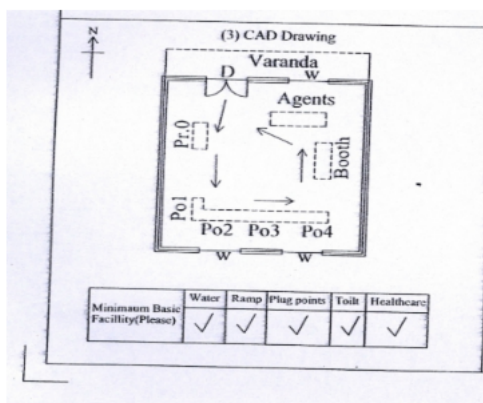 (3) CAD Drawing
N
Varanda
D
W
Agents
Pr.0
Booth
Po1
Po2 Po3 Po4
W W
Minimaum Basic
Facillity(Please)
Water Ramp Plug points Toilt Healthcare
✓ ✓ ✓ ✓ ✓